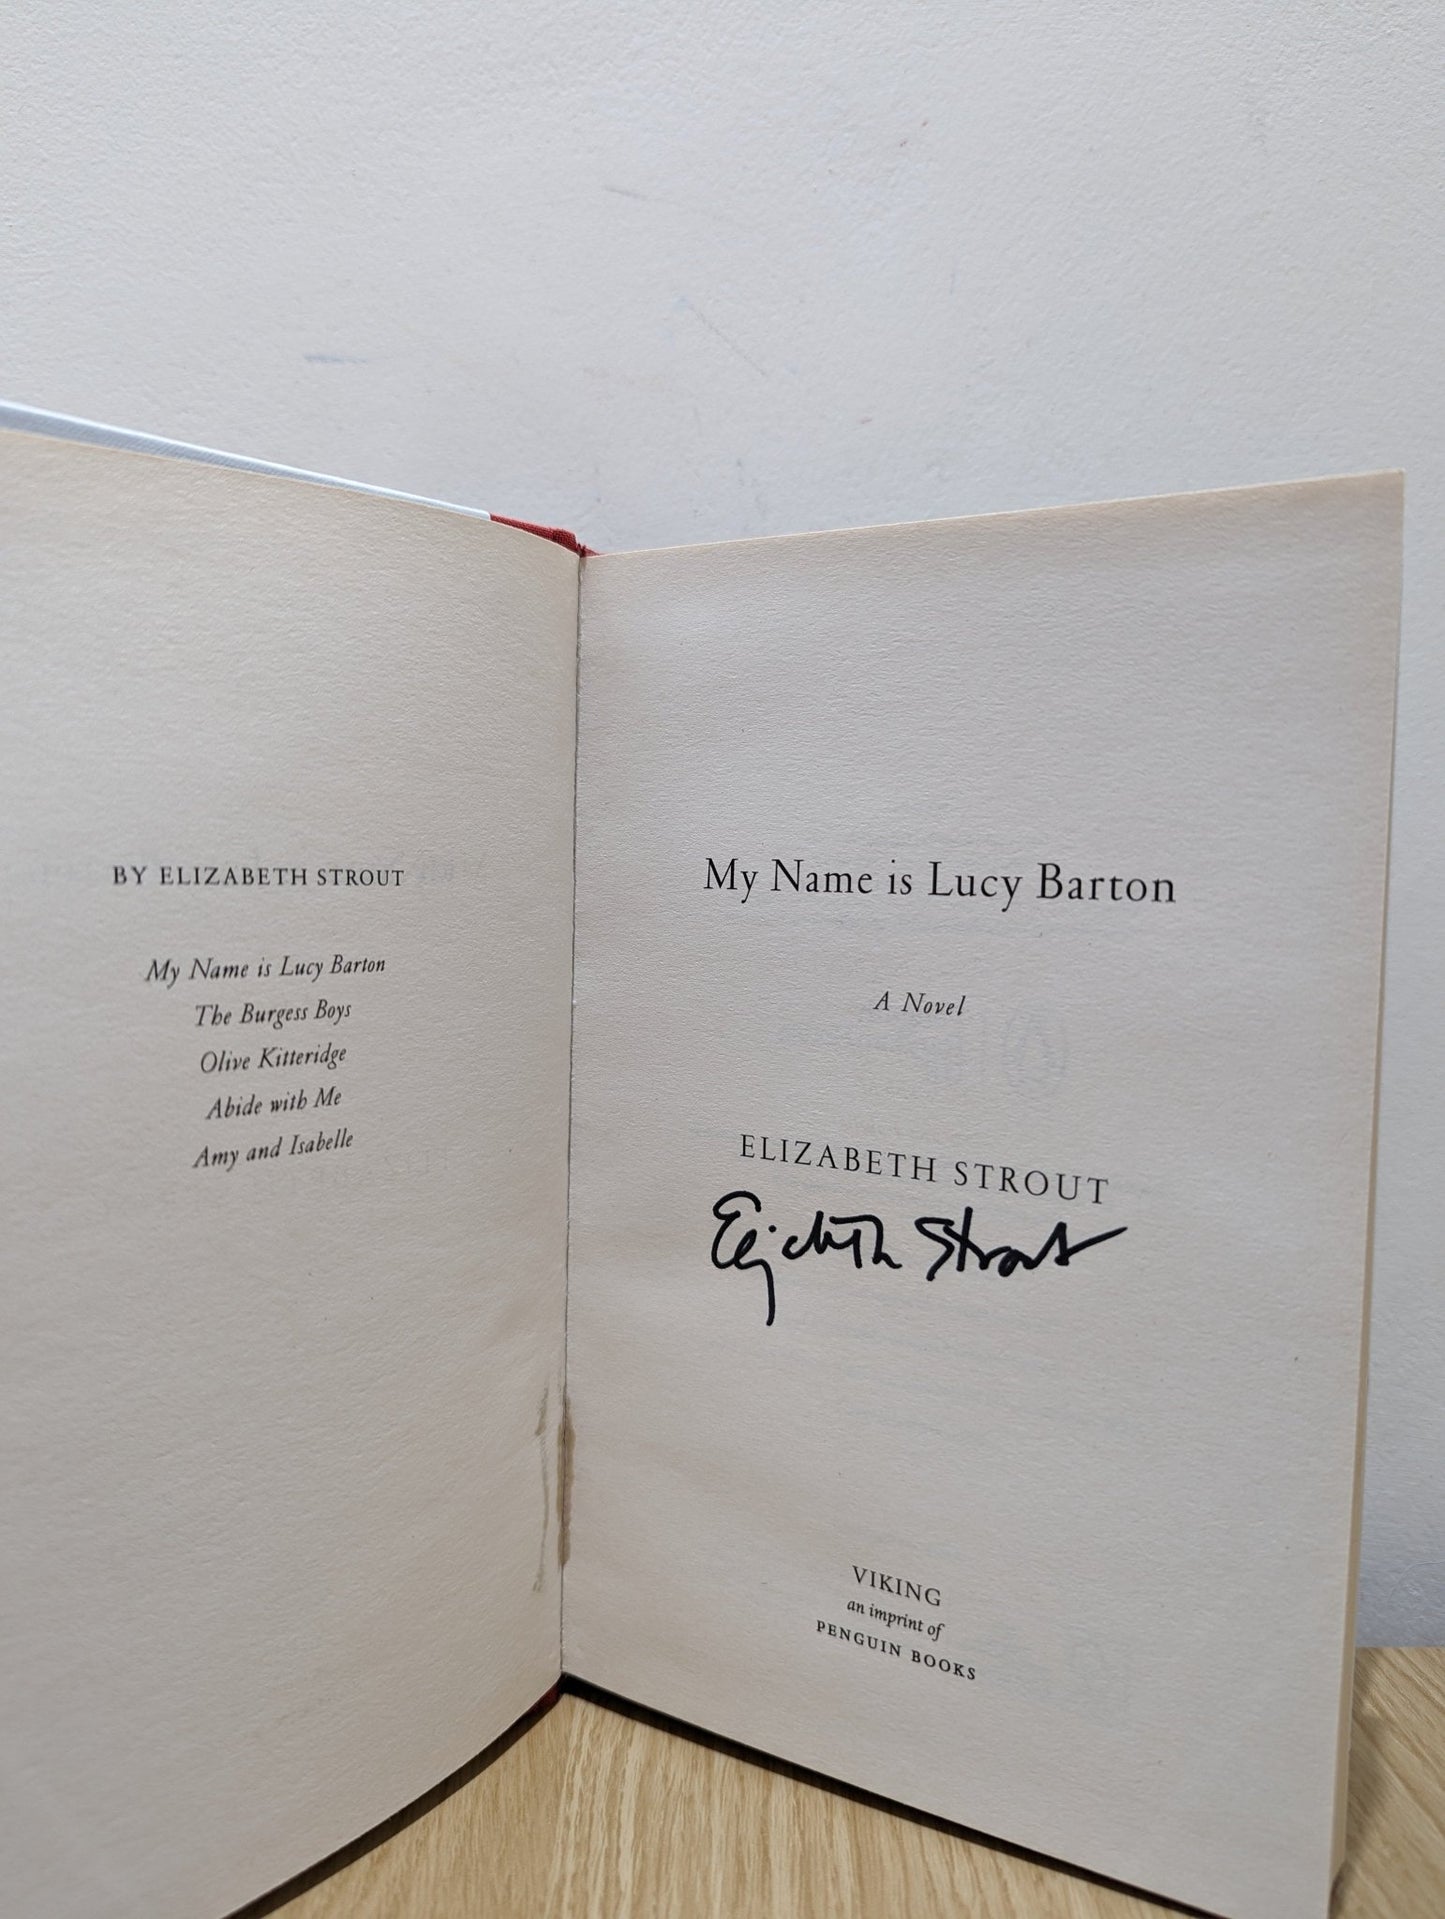 BY ELIZABETH STROUT
My Name is Lucy Barton
The Burgess Boys
Olive Kitteridge
Abide with Me
Amy and Isabelle
My Name is Lucy Barton
A Novel
ELIZABETH STROUT
Elizabeth Strout
VIKING
an imprint of
PENGUIN BOOKS